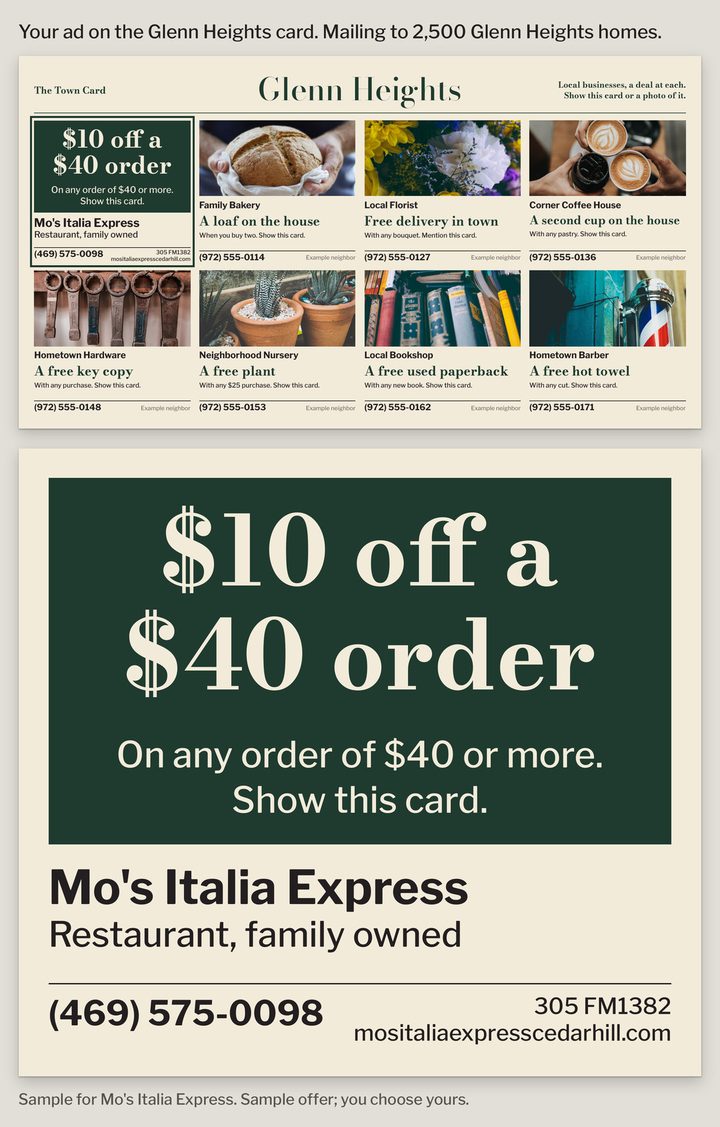 Your ad on the Glenn Heights card. Mailing to 2,500 Glenn Heights homes.
The Town Card
Glenn Heights
Local businesses, a deal at each.
Show this card or a photo of it.
$10 off a
$40 order
On any order of $40 or more.
Show this card.
Mo's Italia Express
Restaurant, family owned
(469) 575-0098
305 FM1382
mositaliaexpresscedarhill.com
Family Bakery
A loaf on the house
When you buy two. Show this card.
(972) 555-0114
Example neighbor
Local Florist
Free delivery in town
With any bouquet. Mention this card.
(972) 555-0127
Example neighbor
Corner Coffee House
A second cup on the house
With any pastry. Show this card.
(972) 555-0136
Example neighbor
Hometown Hardware
A free key copy
With any purchase. Show this card.
(972) 555-0148
Example neighbor
Neighborhood Nursery
A free plant
With any $25 purchase. Show this card.
(972) 555-0153
Example neighbor
Local Bookshop
A free used paperback
With any new book. Show this card.
(972) 555-0162
Example neighbor
Hometown Barber
A free hot towel
With any cut. Show this card.
(972) 555-0171
Example neighbor
$10 off a
$40 order
On any order of $40 or more.
Show this card.
Mo's Italia Express
Restaurant, family owned
(469) 575-0098
305 FM1382
mositaliaexpresscedarhill.com
Sample for Mo's Italia Express. Sample offer; you choose yours.